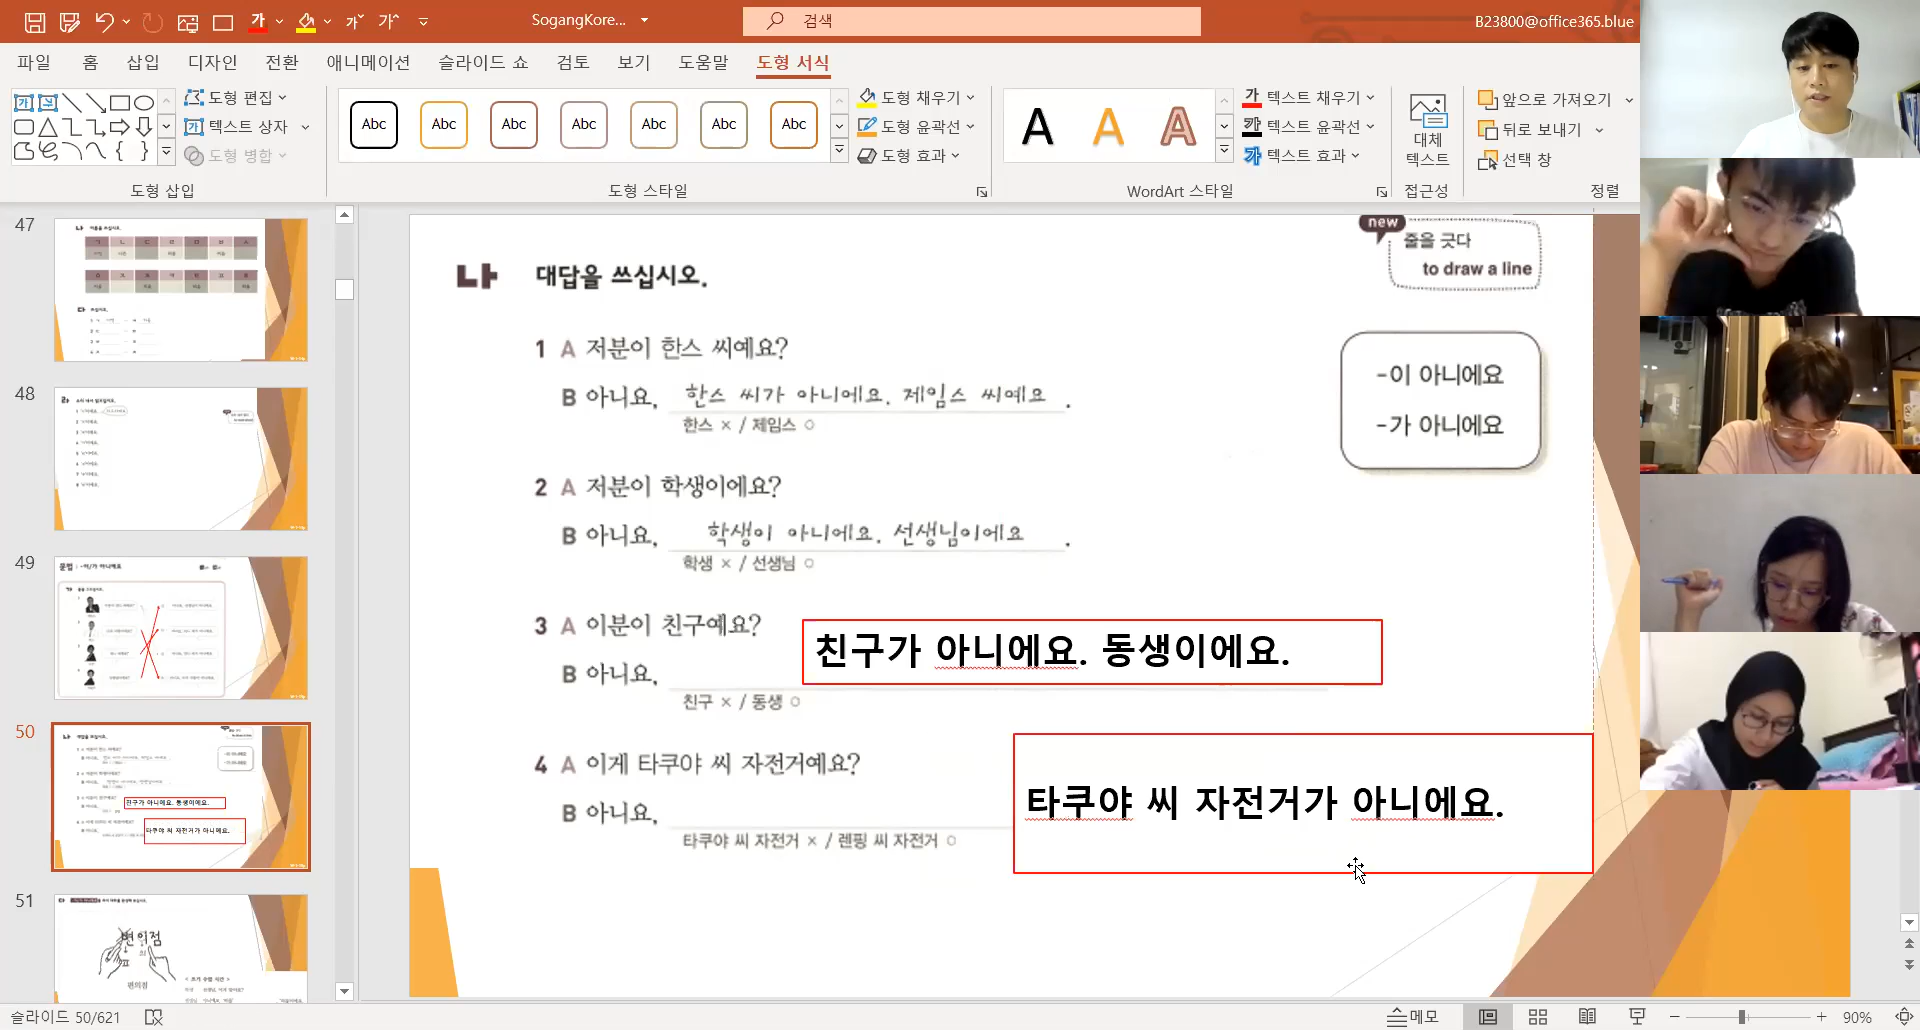 SogangKore...
검색
B23800@office365.blue
파일 홈 삽입 디자인 전환 애니메이션 슬라이드 쇼 검토 보기 도움말 도형 서식
도형 편집
텍스트 상자
도형 병합
도형 삽입
Abc Abc Abc Abc Abc Abc Abc
도형 채우기
도형 윤곽선
도형 효과
도형 스타일
A A A
텍스트 채우기
텍스트 윤곽선
텍스트 효과
WordArt 스타일
대체
텍스트
접근성
앞으로 가져오기
뒤로 보내기
선택 창
정렬
47
48
49
문법 : -이/가 아니에요
50
51
편의점
new
줄을 긋다
to draw a line
나 대답을 쓰십시오.
-이 아니에요
-가 아니에요
1 A 저분이 한스 씨예요?
B 아니요, 한스 씨가 아니에요. 제임스 씨예요.
한스 × / 제임스 ○
2 A 저분이 학생이에요?
B 아니요, 학생이 아니에요. 선생님이에요.
학생 × / 선생님 ○
3 A 이분이 친구예요?
B 아니요,
친구가 아니에요. 동생이에요.
친구 × / 동생 ○
4 A 이게 타쿠야 씨 자전거예요?
B 아니요,
타쿠야 씨 자전거가 아니에요.
타쿠야 씨 자전거 × / 렌핑 씨 자전거 ○
슬라이드 50/621
메모
90%